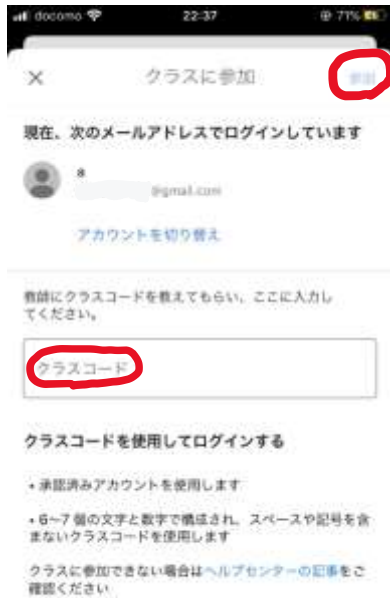 docomo 22:37 71%
クラスに参加 参加
現在、次のメールアドレスでログインしています
@gmail.com
アカウントを切り替え
教師にクラスコードを教えてもらい、ここに入力し
てください。
クラスコード
クラスコードを使用してログインする
・承認済みアカウントを使用します
・6〜7 個の文字と数字で構成され、スペースや記号を含
まないクラスコードを使用します
クラスに参加できない場合はヘルプセンターの記事をご
確認ください